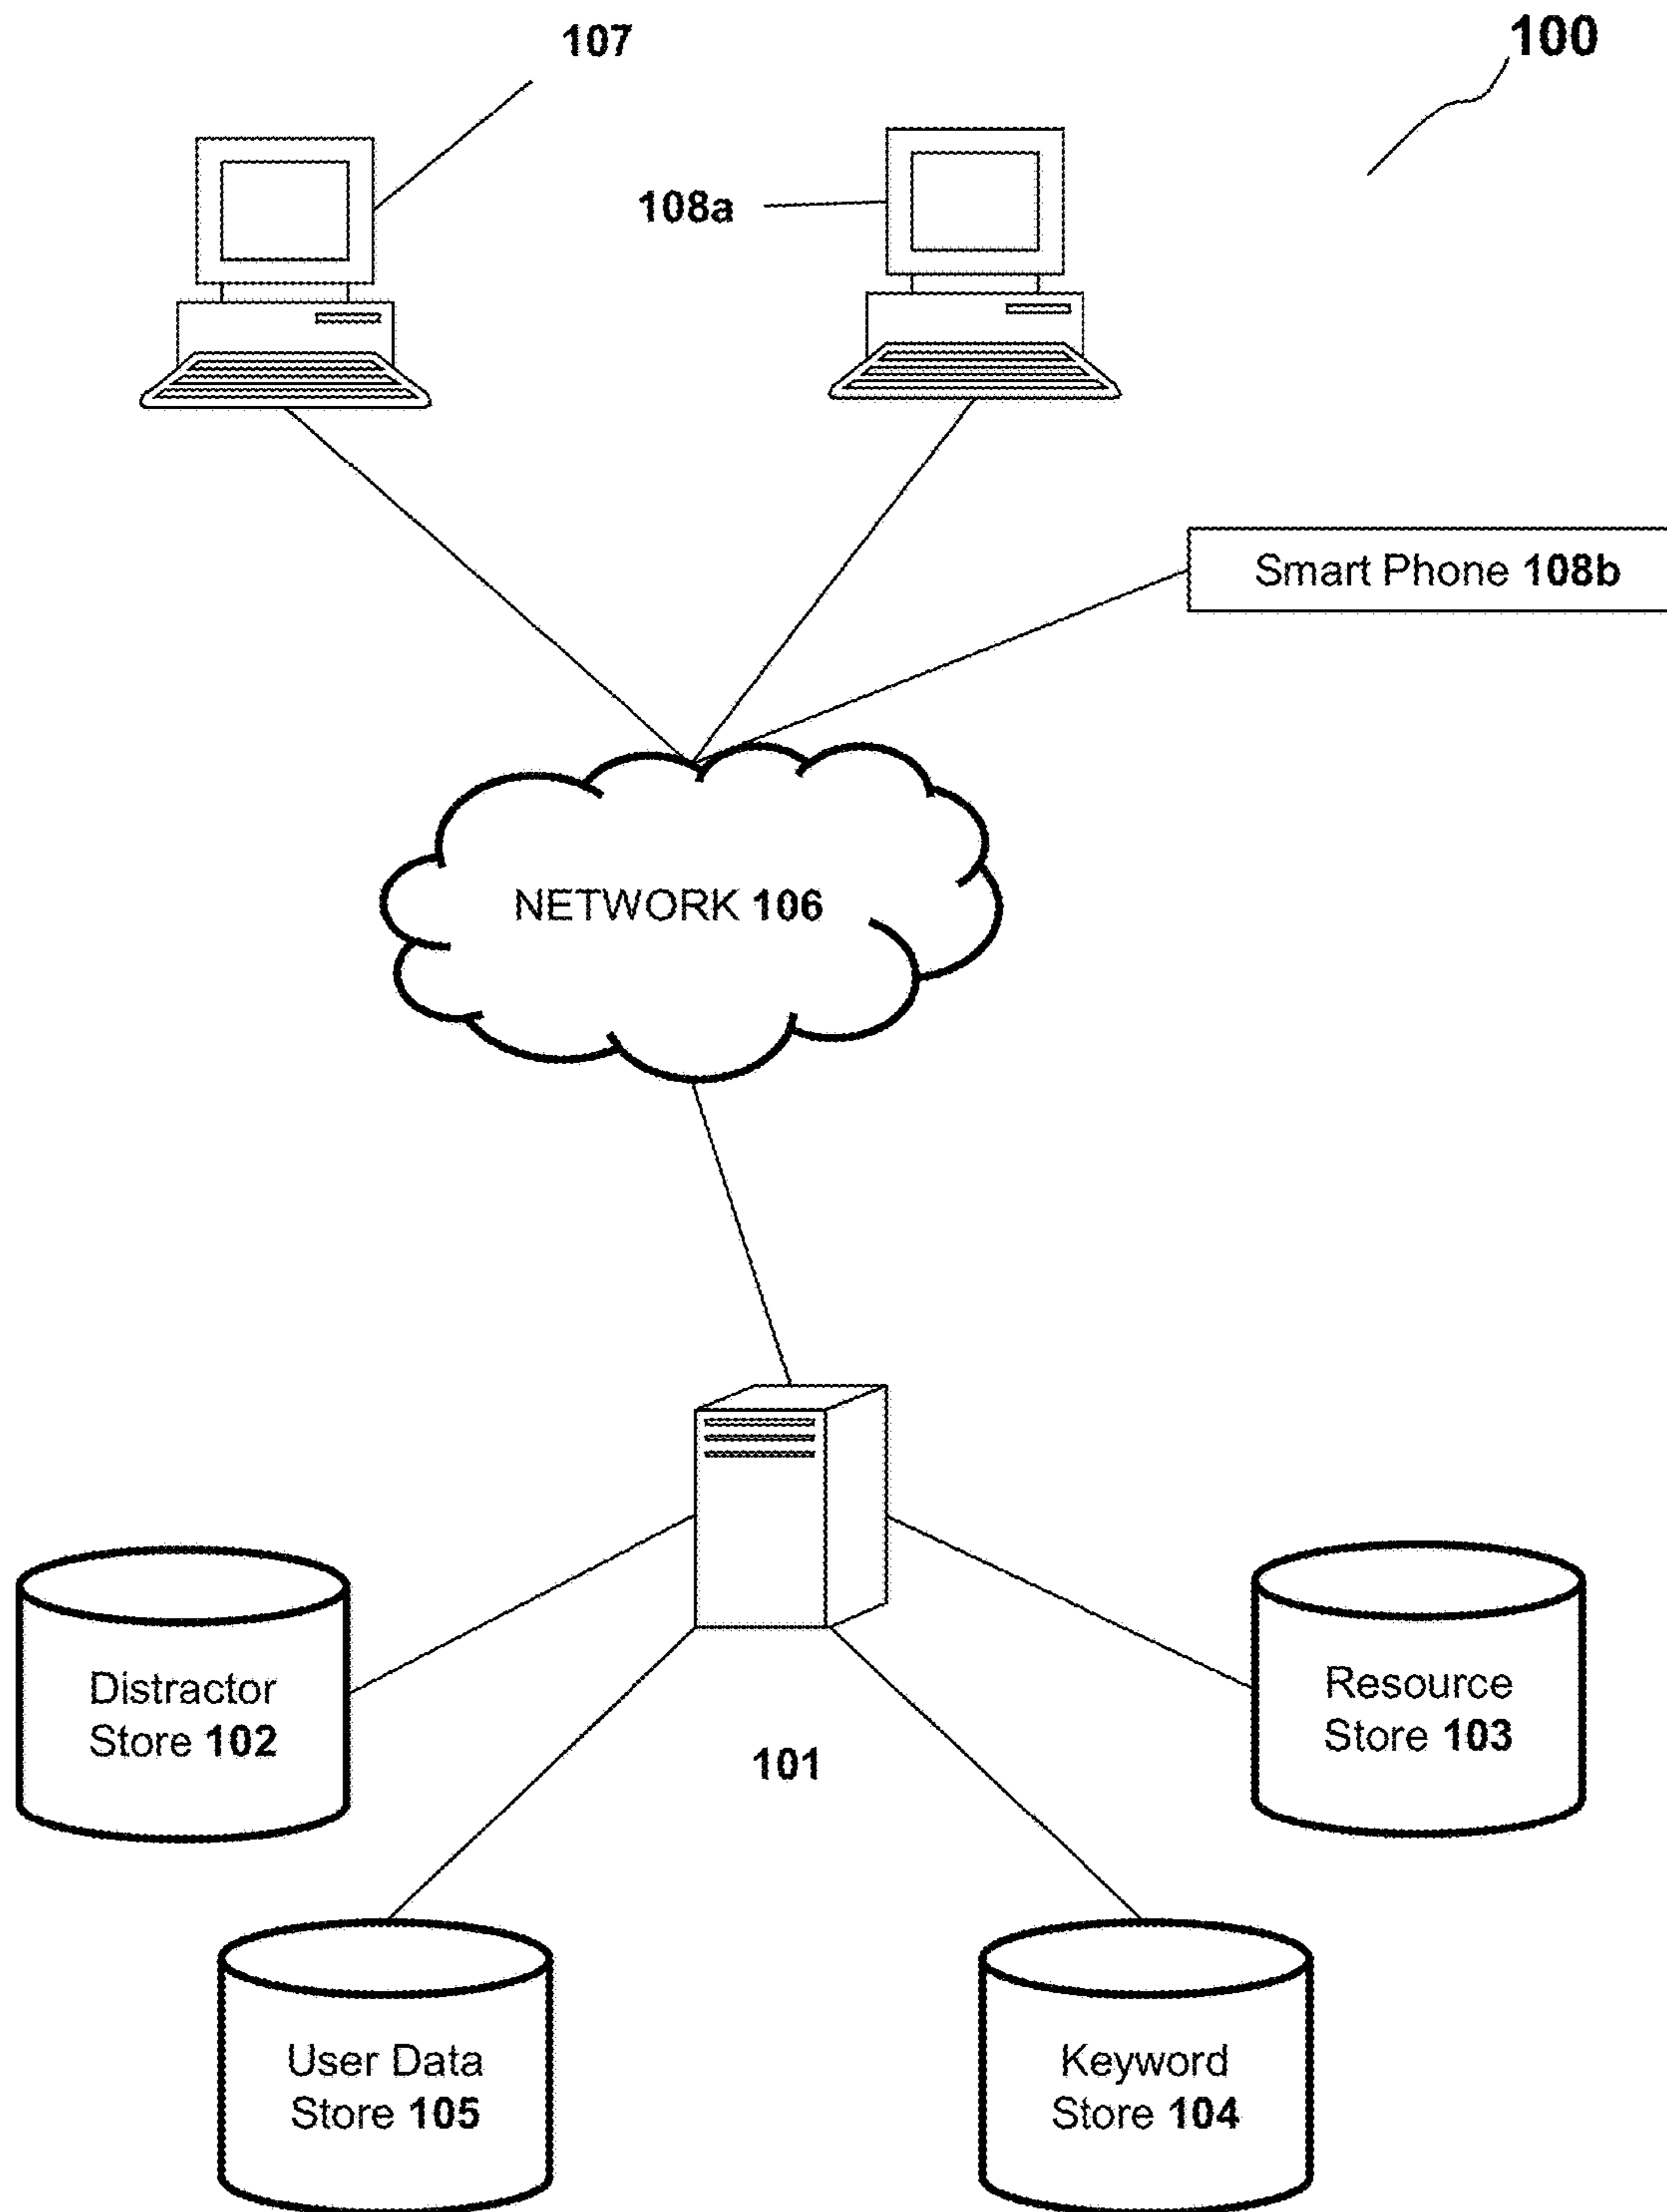 107
100
108a
Smart Phone 108b
NETWORK 106
Distractor
Store 102
Resource
Store 103
101
User Data
Store 105
Keyword
Store 104